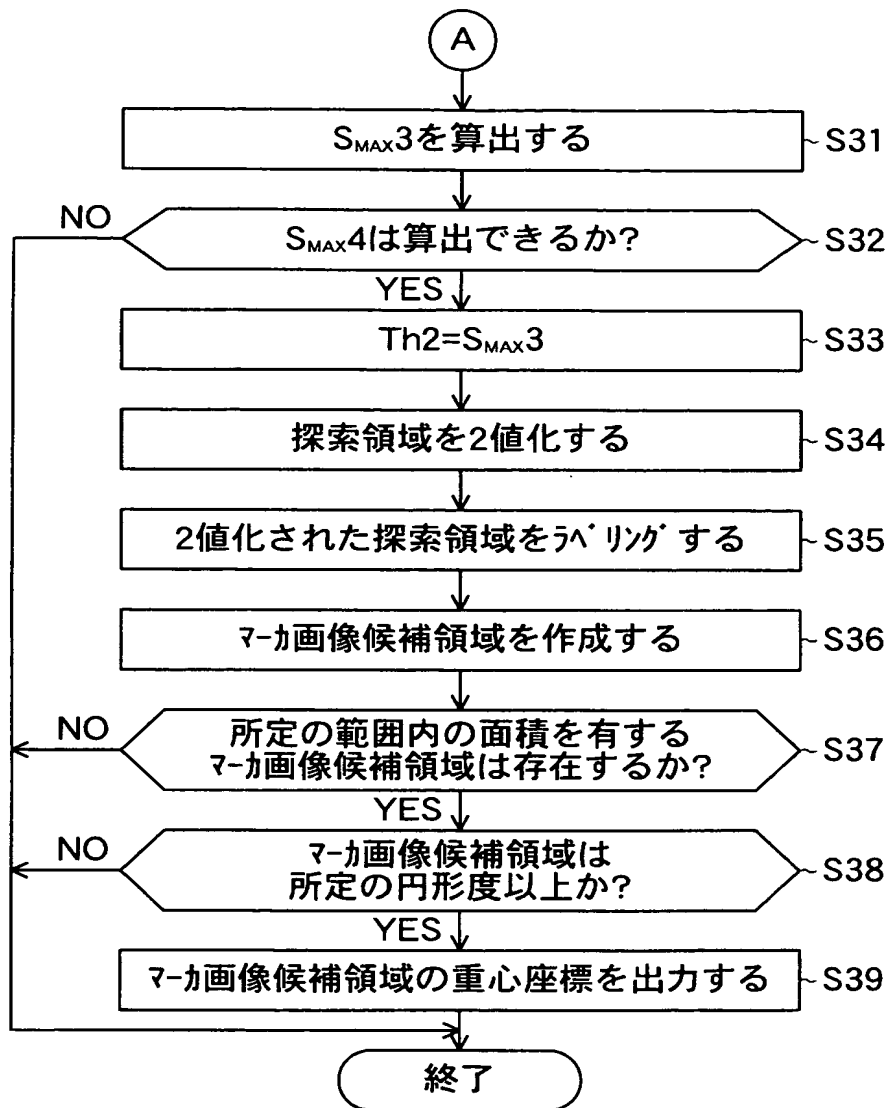 A
SMAX3を算出する
S31
NO
SMAX4は算出できるか?
S32
YES
Th2=SMAX3
S33
探索領域を2値化する
S34
2値化された探索領域をﾗﾍﾞﾘﾝｸﾞする
S35
ﾏｰｶ画像候補領域を作成する
S36
NO
所定の範囲内の面積を有する
ﾏｰｶ画像候補領域は存在するか?
S37
YES
NO
ﾏｰｶ画像候補領域は
所定の円形度以上か?
S38
YES
ﾏｰｶ画像候補領域の重心座標を出力する
S39
終了